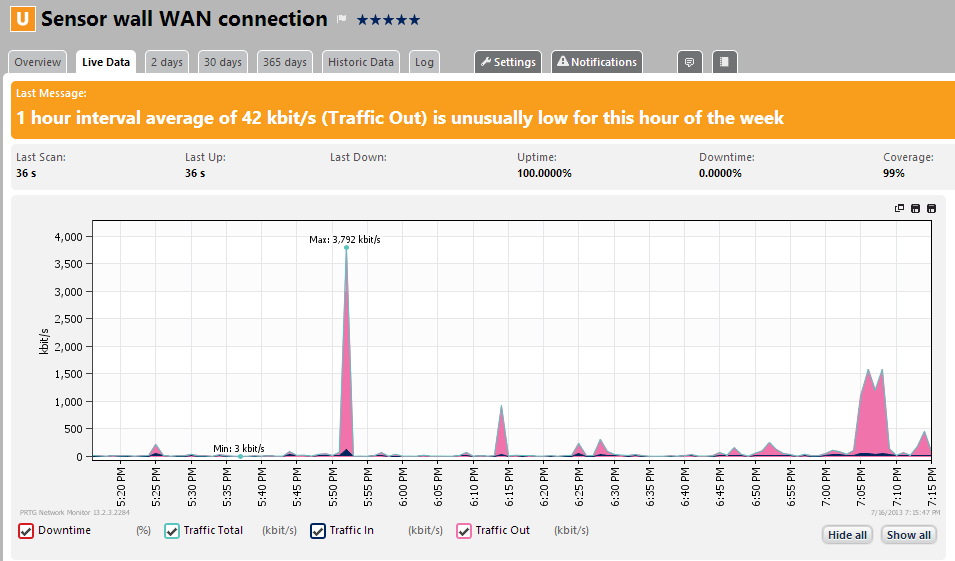 U Sensor wall WAN connection
Overview Live Data 2 days 30 days 365 days Historic Data Log Settings Notifications
Last Message:
1 hour interval average of 42 kbit/s (Traffic Out) is unusually low for this hour of the week
Last Scan: Last Up: Last Down: Uptime: Downtime: Coverage:
36 s 36 s 100.0000% 0.0000% 99%
Max: 3,792 kbit/s
Min: 3 kbit/s
kbit/s
4,000
3,500
3,000
2,500
2,000
1,500
1,000
500
0
5:20 PM 5:25 PM 5:30 PM 5:35 PM 5:40 PM 5:45 PM 5:50 PM 5:55 PM 6:00 PM 6:05 PM 6:10 PM 6:15 PM 6:20 PM 6:25 PM 6:30 PM 6:35 PM 6:40 PM 6:45 PM 6:50 PM 6:55 PM 7:00 PM 7:05 PM 7:10 PM 7:15 PM
PRTG Network Monitor 13.2.3.2284 7/16/2013 7:15:47 PM
Downtime (%) Traffic Total (kbit/s) Traffic In (kbit/s) Traffic Out (kbit/s)
Hide all Show all